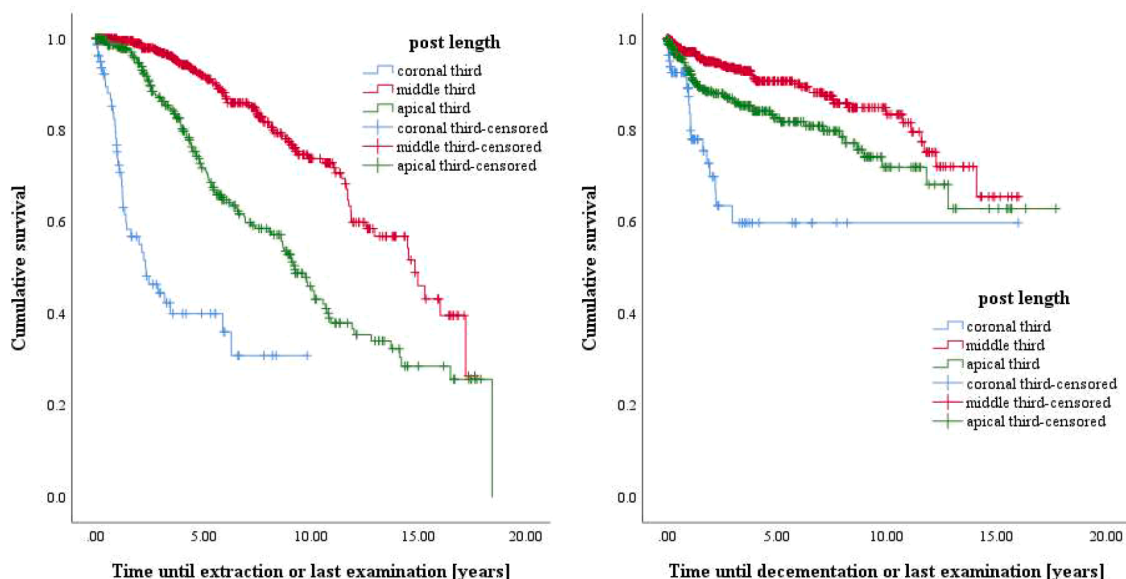 post length
coronal third
middle third
apical third
coronal third-censored
middle third-censored
apical third-censored
1.0
0.8
0.6
0.4
0.2
0.0
Cumulative survival
.00 5.00 10.00 15.00 20.00
Time until extraction or last examination [years]
1.0
0.8
0.6
0.4
0.2
0.0
Cumulative survival
post length
coronal third
middle third
apical third
coronal third-censored
middle third-censored
apical third-censored
.00 5.00 10.00 15.00 20.00
Time until decementation or last examination [years]